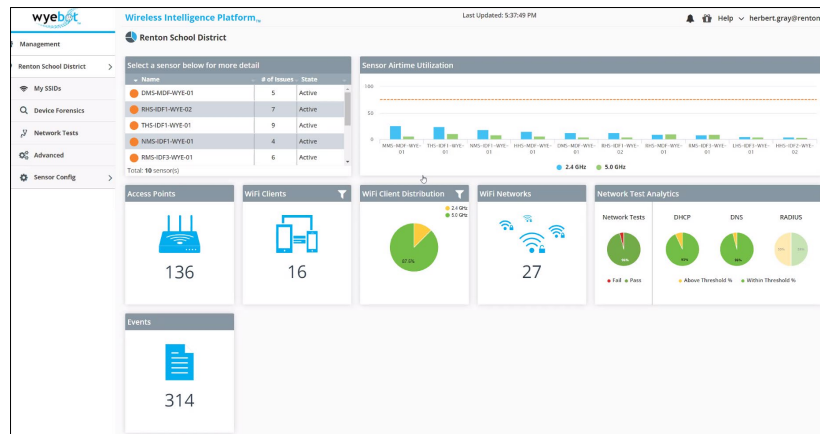 wyebot
Wireless Intelligence Platform™
Last Updated: 5:37:49 PM
Help
herbert.gray@renton
Management
Renton School District
My SSIDs
Device Forensics
Network Tests
Advanced
Sensor Config
Renton School District
Select a sensor below for more detail
Name # of Issues State
DMS-MDF-WYE-01 5 Active
RHS-IDF1-WYE-02 7 Active
THS-IDF1-WYE-01 9 Active
NMS-IDF1-WYE-01 4 Active
RMS-IDF3-WYE-01 6 Active
Total: 10 sensor(s)
Sensor Airtime Utilization
100
50
0
2.4 GHz 5.0 GHz
Access Points
136
WiFi Clients
16
WiFi Client Distribution
2.4 GHz
5.0 GHz
87.5%
WiFi Networks
27
Network Test Analytics
Network Tests DHCP DNS RADIUS
Fail Pass
Above Threshold % Within Threshold %
Events
314